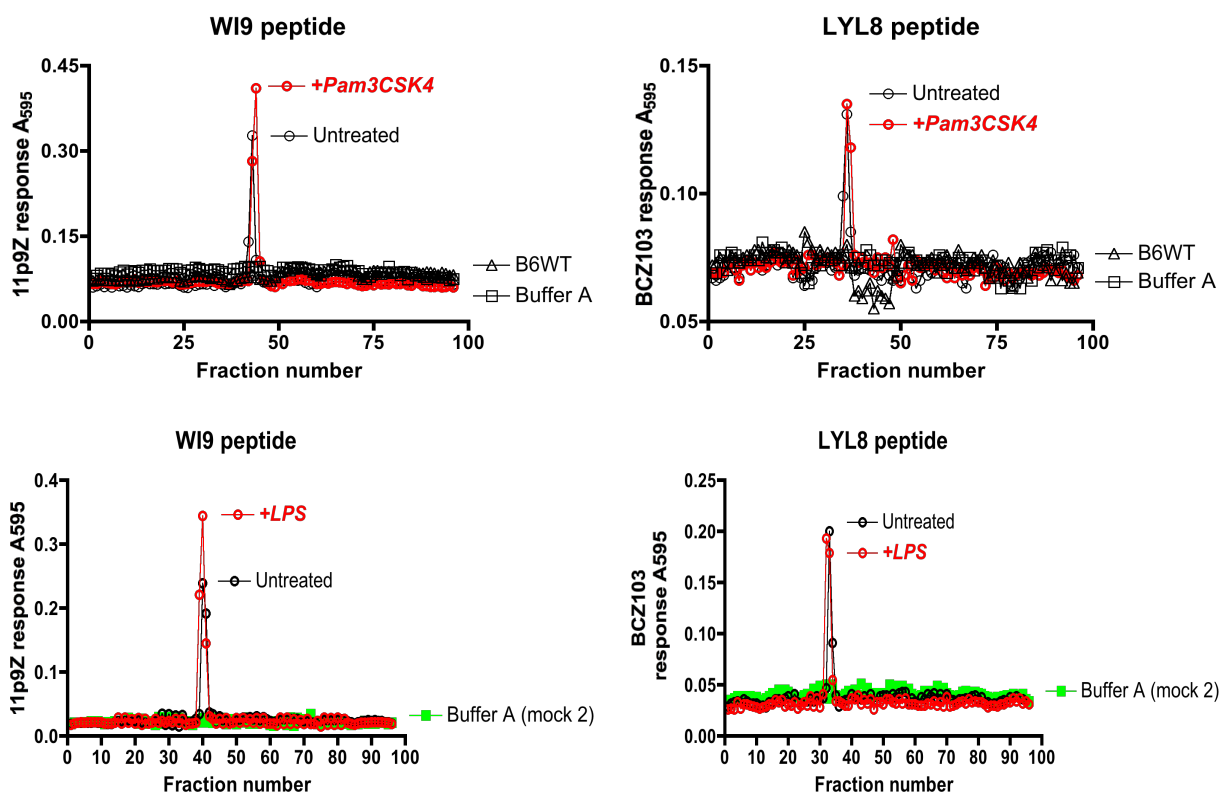 WI9 peptide
11p9Z response A595
0.45
0.30
0.15
0.00
0
25
50
75
100
Fraction number
+Pam3CSK4
Untreated
B6WT
Buffer A
LYL8 peptide
BCZ103 response A595
0.15
0.10
0.05
0
25
50
75
100
Fraction number
Untreated
+Pam3CSK4
B6WT
Buffer A
WI9 peptide
11p9Z response A595
0.4
0.3
0.2
0.1
0.0
0 10 20 30 40 50 60 70 80 90 100
Fraction number
+LPS
Untreated
Buffer A (mock 2)
LYL8 peptide
BCZ103
response A595
0.25
0.20
0.15
0.10
0.05
0.00
0 10 20 30 40 50 60 70 80 90 100
Fraction number
Untreated
+LPS
Buffer A (mock 2)